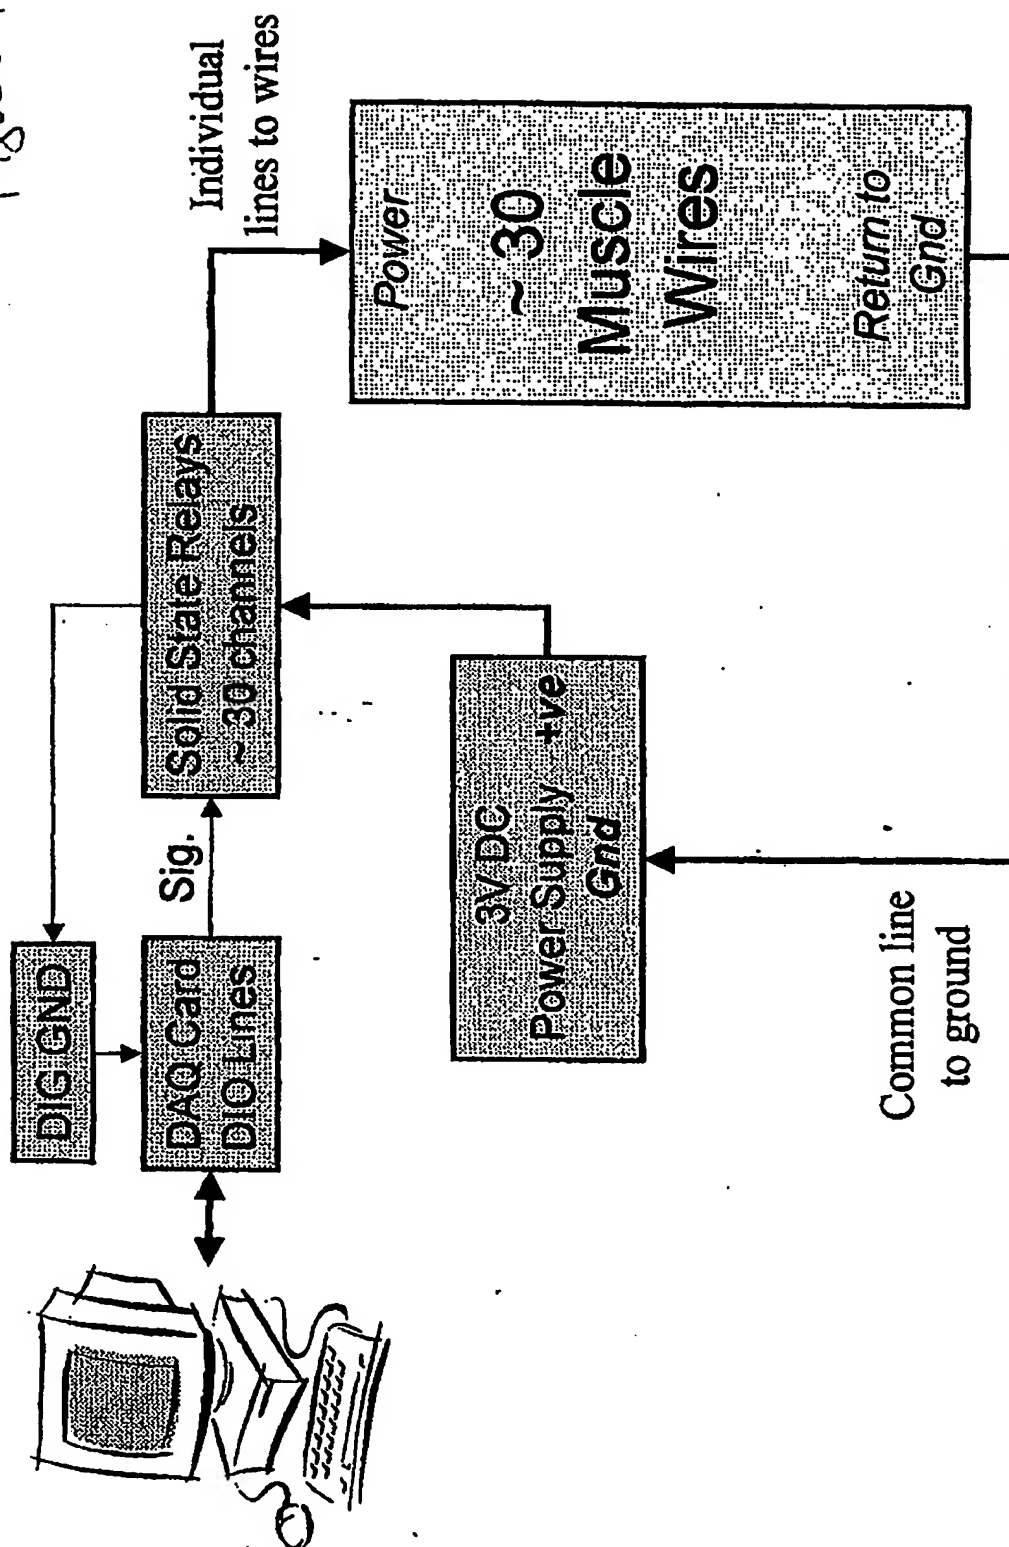 DIG GND
DAQ Card
DIO Lines
Sig.
Solid State Relays
~ 30 channels
Individual
lines to wires
3V DC
Power Supply +ve
Gnd
Power
~ 30
Muscle
Wires
Return to
Gnd
Common line
to ground